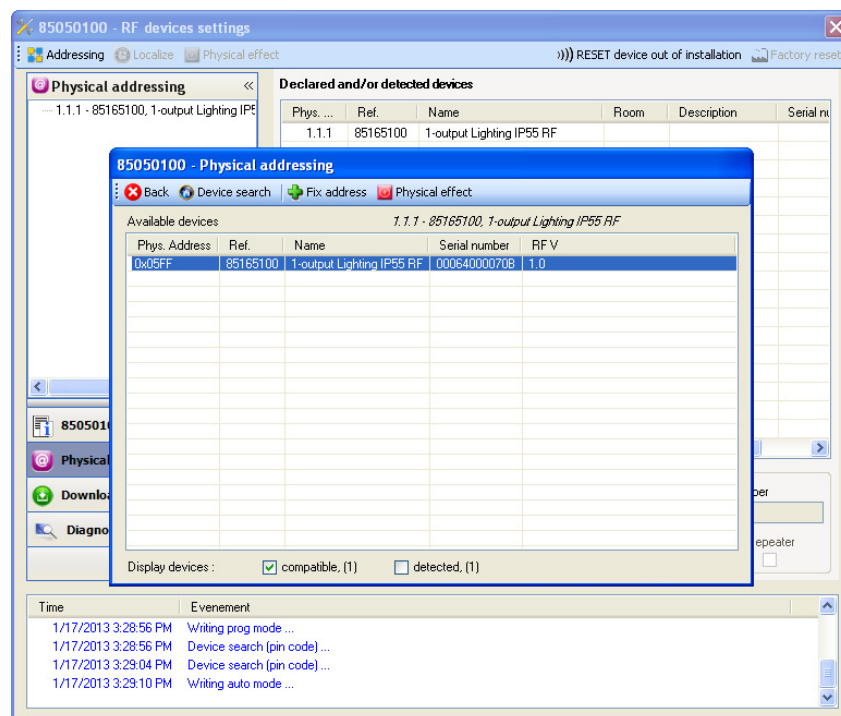 85050100 - RF devices settings
Addressing Localize Physical effect ))) RESET device out of installation Factory reset
Physical addressing «
1.1.1 - 85165100, 1-output Lighting IP5
Declared and/or detected devices
Phys. ... Ref. Name Room Description Serial nu
1.1.1 85165100 1-output Lighting IP55 RF
85050100 - Physical addressing
Back Device search Fix address Physical effect
Available devices 1.1.1 - 85165100, 1-output Lighting IP55 RF
Phys. Address Ref. Name Serial number RF V
0x05FF 85165100 1-output Lighting IP55 RF 00064000070B 1.0
Display devices : compatible, (1) detected, (1)
850501
Physical
Downloa
Diagno
ber
epeater
Time Evenement
1/17/2013 3:28:56 PM Writing prog mode ...
1/17/2013 3:28:56 PM Device search (pin code) ...
1/17/2013 3:29:04 PM Device search (pin code) ...
1/17/2013 3:29:10 PM Writing auto mode ...